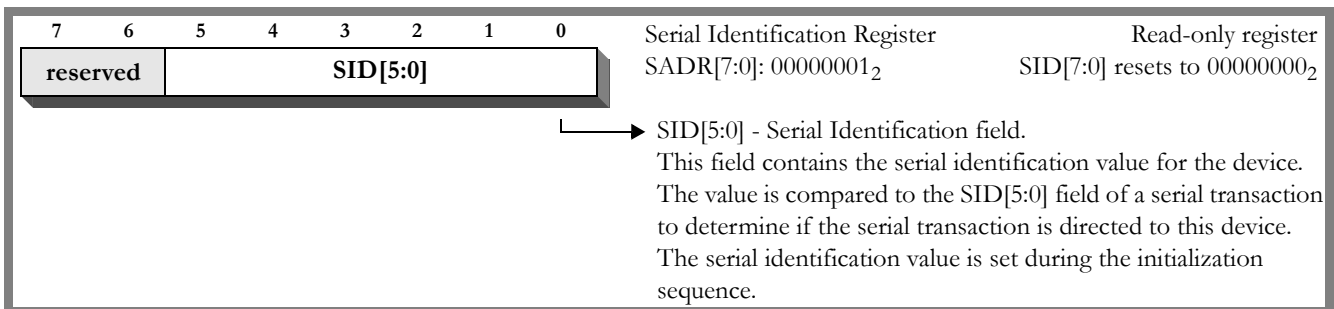 7 6 5 4 3 2 1 0
reserved SID[5:0]
Serial Identification Register Read-only register
SADR[7:0]: 00000001₂ SID[7:0] resets to 00000000₂
SID[5:0] - Serial Identification field.
This field contains the serial identification value for the device.
The value is compared to the SID[5:0] field of a serial transaction
to determine if the serial transaction is directed to this device.
The serial identification value is set during the initialization
sequence.